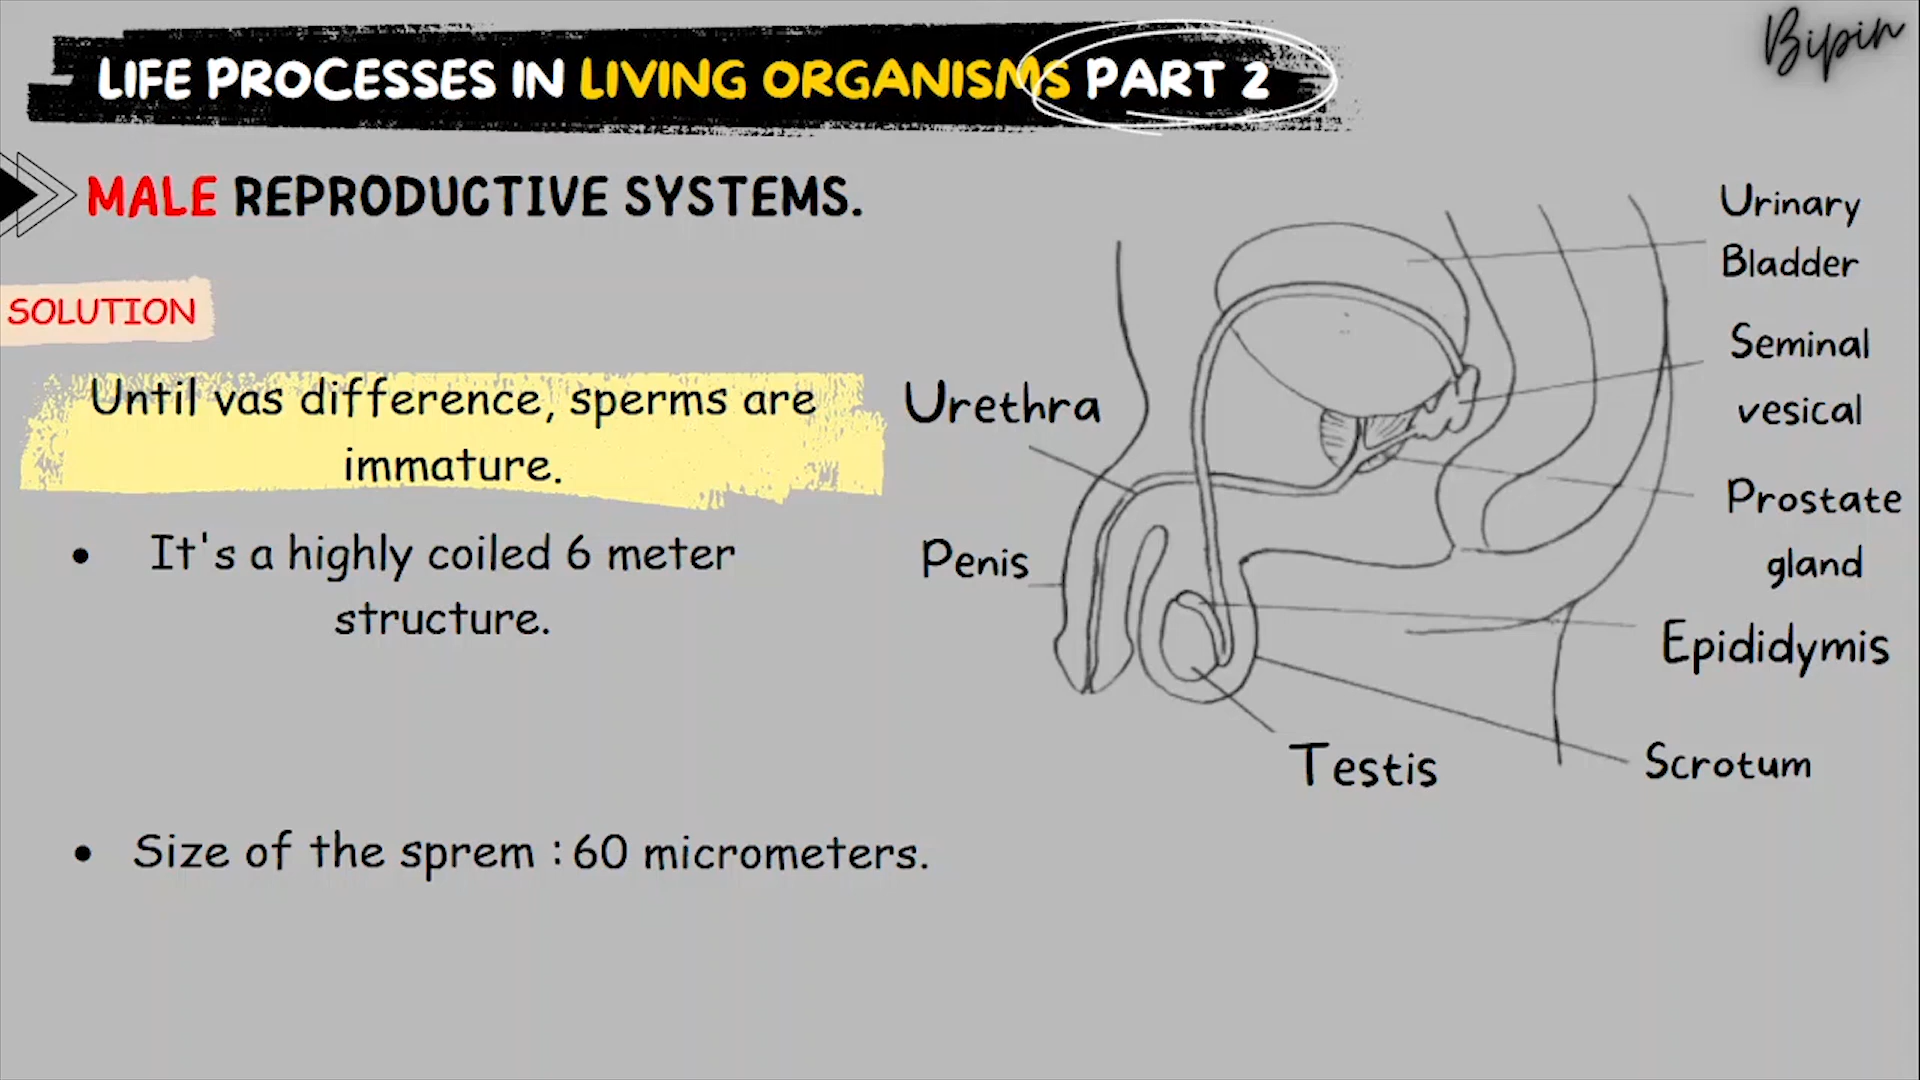 LIFE PROCESSES IN LIVING ORGANISMS PART 2
Bipin
MALE REPRODUCTIVE SYSTEMS.
SOLUTION
Until vas difference, sperms are
immature.
• It's a highly coiled 6 meter
structure.
• Size of the sprem : 60 micrometers.
Urethra
Penis
Urinary
Bladder
Seminal
vesical
Prostate
gland
Epididymis
Scrotum
Testis